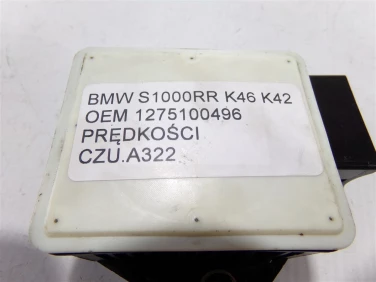 BMW S1000RR K46 K42
OEM 1275100496
PRĘDKOŚCI
CZU.A322